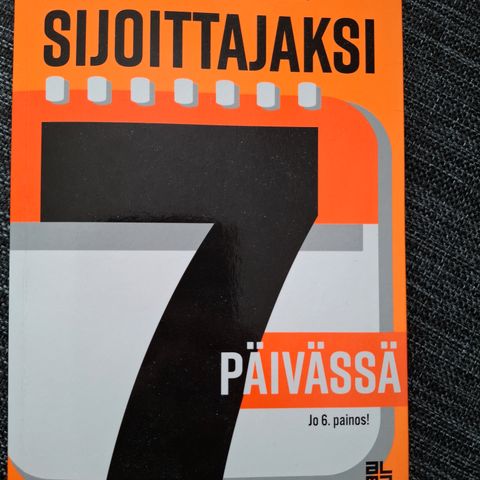 SIJOITTAJAKSI
7
PÄIVÄSSÄ
Jo 6. painos!